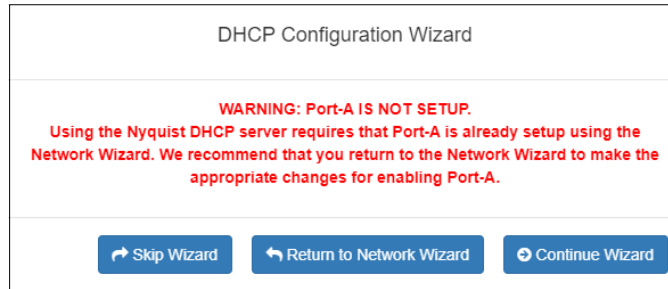 DHCP Configuration Wizard
WARNING: Port-A IS NOT SETUP.
Using the Nyquist DHCP server requires that Port-A is already setup using the
Network Wizard. We recommend that you return to the Network Wizard to make the
appropriate changes for enabling Port-A.
Skip Wizard Return to Network Wizard Continue Wizard